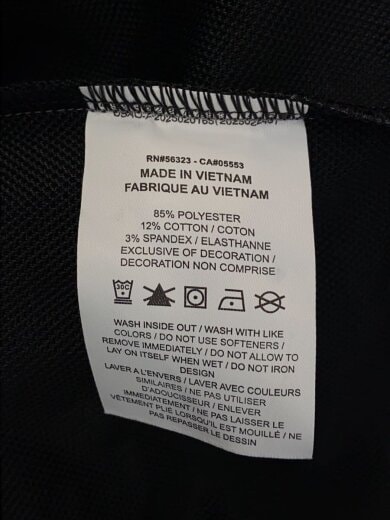 RN#56323 - CA#05553
MADE IN VIETNAM
FABRIQUE AU VIETNAM
85% POLYESTER
12% COTTON / COTON
3% SPANDEX / ELASTHANNE
EXCLUSIVE OF DECORATION /
DECORATION NON COMPRISE
30C
WASH INSIDE OUT / WASH WITH LIKE
COLORS / DO NOT USE SOFTENERS /
REMOVE IMMEDIATELY / DO NOT ALLOW TO
LAY ON ITSELF WHEN WET / DO NOT IRON
DESIGN
LAVER A L'ENVERS / LAVER AVEC COULEURS
SIMILAIRES / NE PAS UTILISER
D'ADOUCISSEUR / ENLEVER
IMMÉDIATEMENT / NE PAS LAISSER LE
VÊTEMENT PLIE LORSQU'IL EST MOUILLÉ / NE
PAS REPASSER LE DESSIN